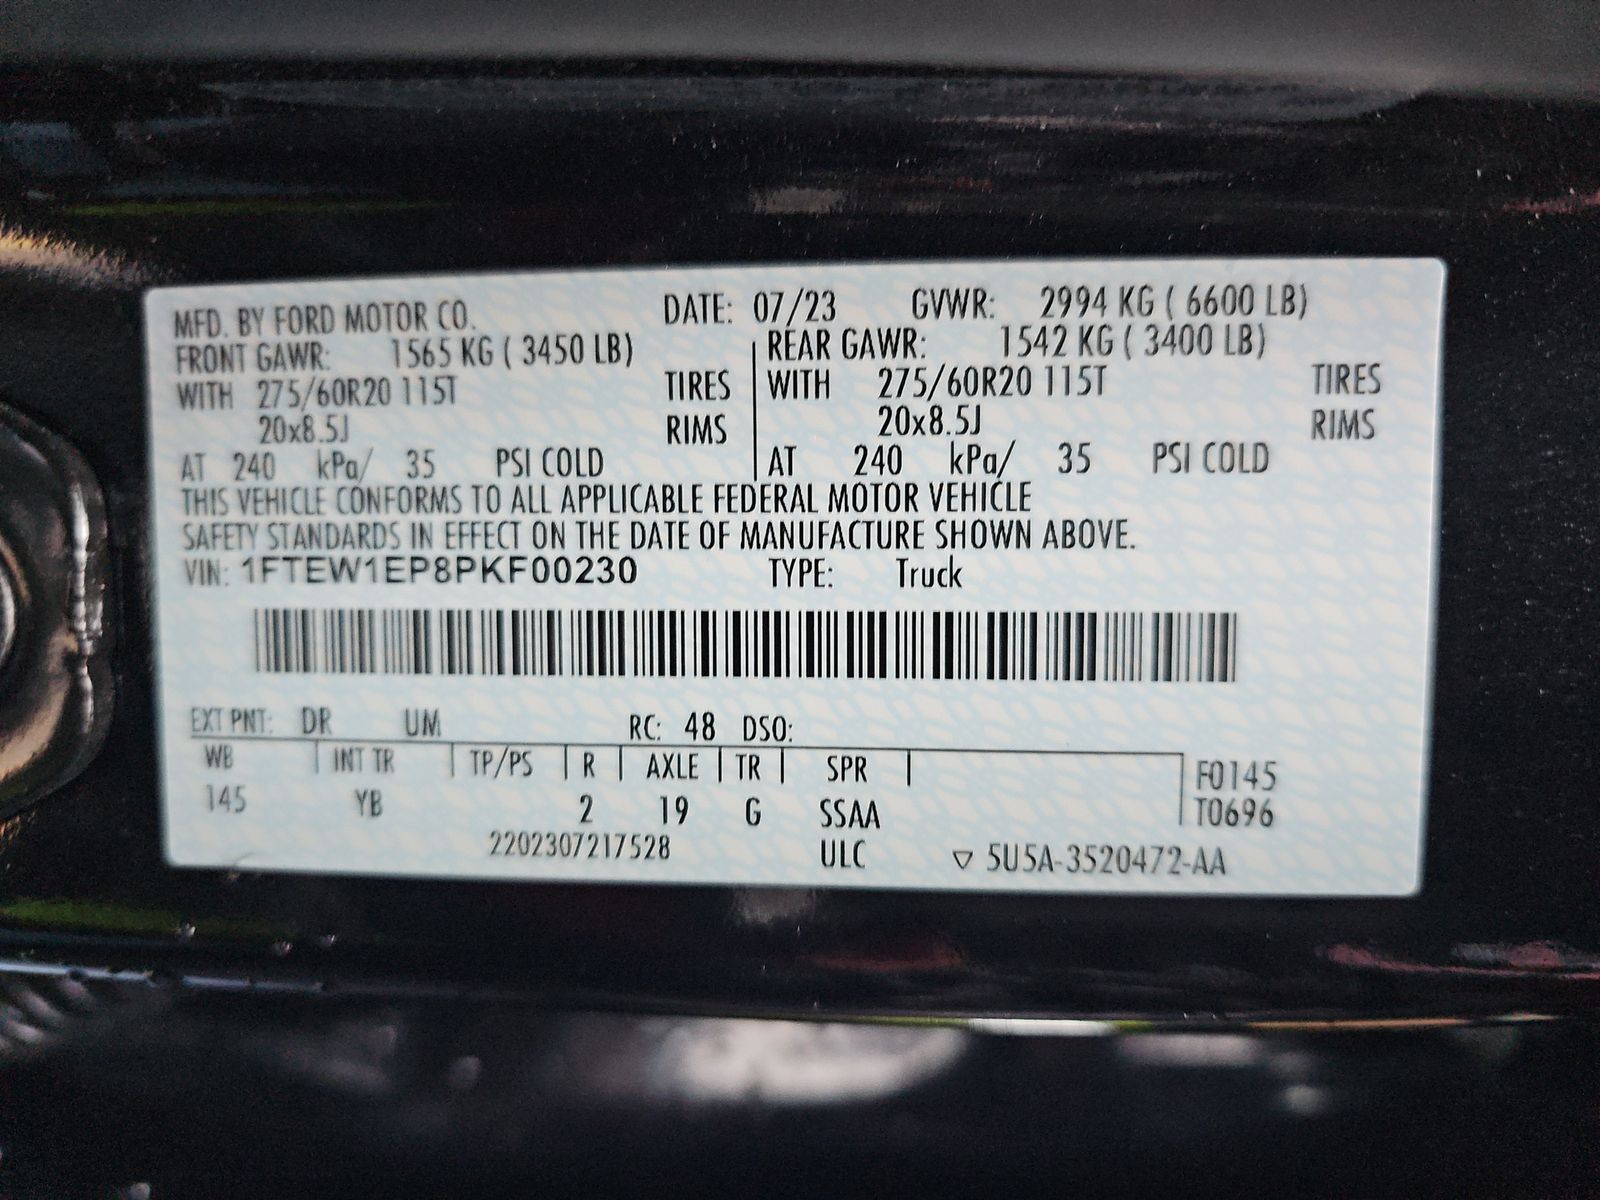 MFD. BY FORD MOTOR CO. DATE: 07/23 GVWR: 2994 KG ( 6600 LB)
FRONT GAWR: 1565 KG ( 3450 LB) REAR GAWR: 1542 KG ( 3400 LB)
WITH 275/60R20 115T TIRES WITH 275/60R20 115T TIRES
20x8.5J RIMS 20x8.5J RIMS
AT 240 kPa/ 35 PSI COLD AT 240 kPa/ 35 PSI COLD
THIS VEHICLE CONFORMS TO ALL APPLICABLE FEDERAL MOTOR VEHICLE
SAFETY STANDARDS IN EFFECT ON THE DATE OF MANUFACTURE SHOWN ABOVE.
VIN: 1FTEW1EP8PKF00230 TYPE: Truck
EXT PNT: DR UM RC: 48 DSO:
WB INT TR TP/PS R AXLE TR SPR F0145
145 YB 2 19 G SSAA T0696
2202307217528 ULC ▽ 5U5A-3520472-AA